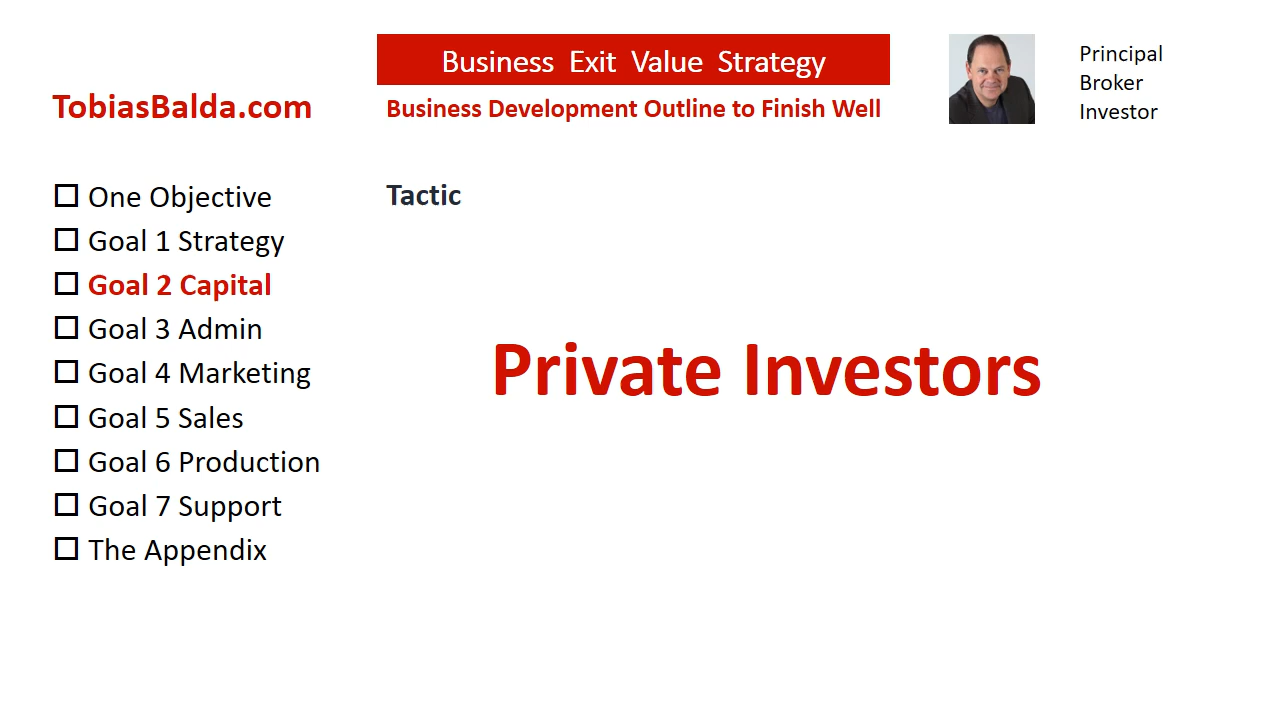 Business Exit Value Strategy
Principal
Broker
Investor
TobiasBalda.com
Business Development Outline to Finish Well
One Objective
Goal 1 Strategy
Goal 2 Capital
Goal 3 Admin
Goal 4 Marketing
Goal 5 Sales
Goal 6 Production
Goal 7 Support
The Appendix
Tactic
Private Investors